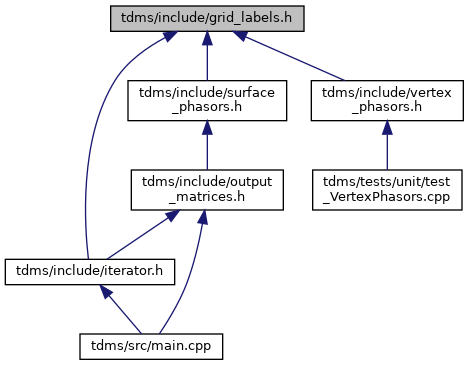 tdms/include/grid_labels.h
tdms/include/surface
_phasors.h
tdms/include/vertex
_phasors.h
tdms/include/output
_matrices.h
tdms/tests/unit/test
_VertexPhasors.cpp
tdms/include/iterator.h
tdms/src/main.cpp